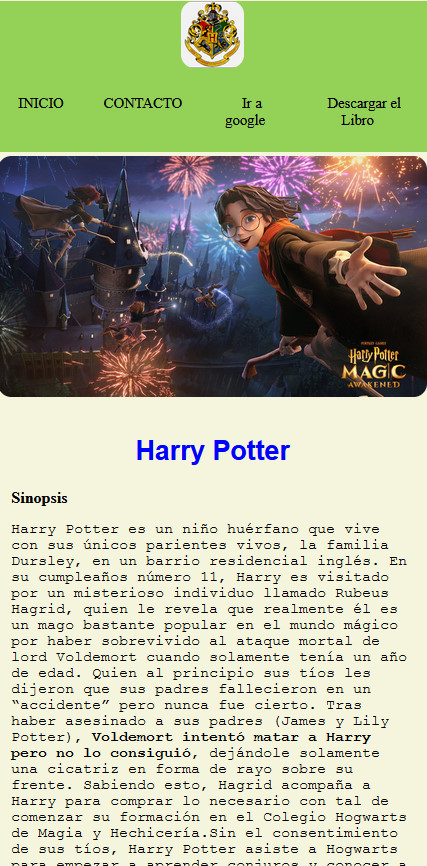 INICIO
CONTACTO
Ir a
google
Descargar el
Libro
Harry Potter
MAGIC
AWAKENED
Harry Potter
Sinopsis
Harry Potter es un niño huérfano que vive
con sus únicos parientes vivos, la familia
Dursley, en un barrio residencial inglés. En
su cumpleaños número 11, Harry es visitado
por un misterioso individuo llamado Rubeus
Hagrid, quien le revela que realmente él es
un mago bastante popular en el mundo mágico
por haber sobrevivido al ataque mortal de
lord Voldemort cuando solamente tenía un año
de edad. Quien al principio sus tíos les
dijeron que sus padres fallecieron en un
“accidente” pero nunca fue cierto. Tras
haber asesinado a sus padres (James y Lily
Potter), Voldemort intentó matar a Harry
pero no lo consiguió, dejándole solamente
una cicatriz en forma de rayo sobre su
frente. Sabiendo esto, Hagrid acompaña a
Harry para comprar lo necesario con tal de
comenzar su formación en el Colegio Hogwarts
de Magia y Hechicería.Sin el consentimiento
de sus tíos, Harry Potter asiste a Hogwarts
para empezar a aprender conjuros y conocer a